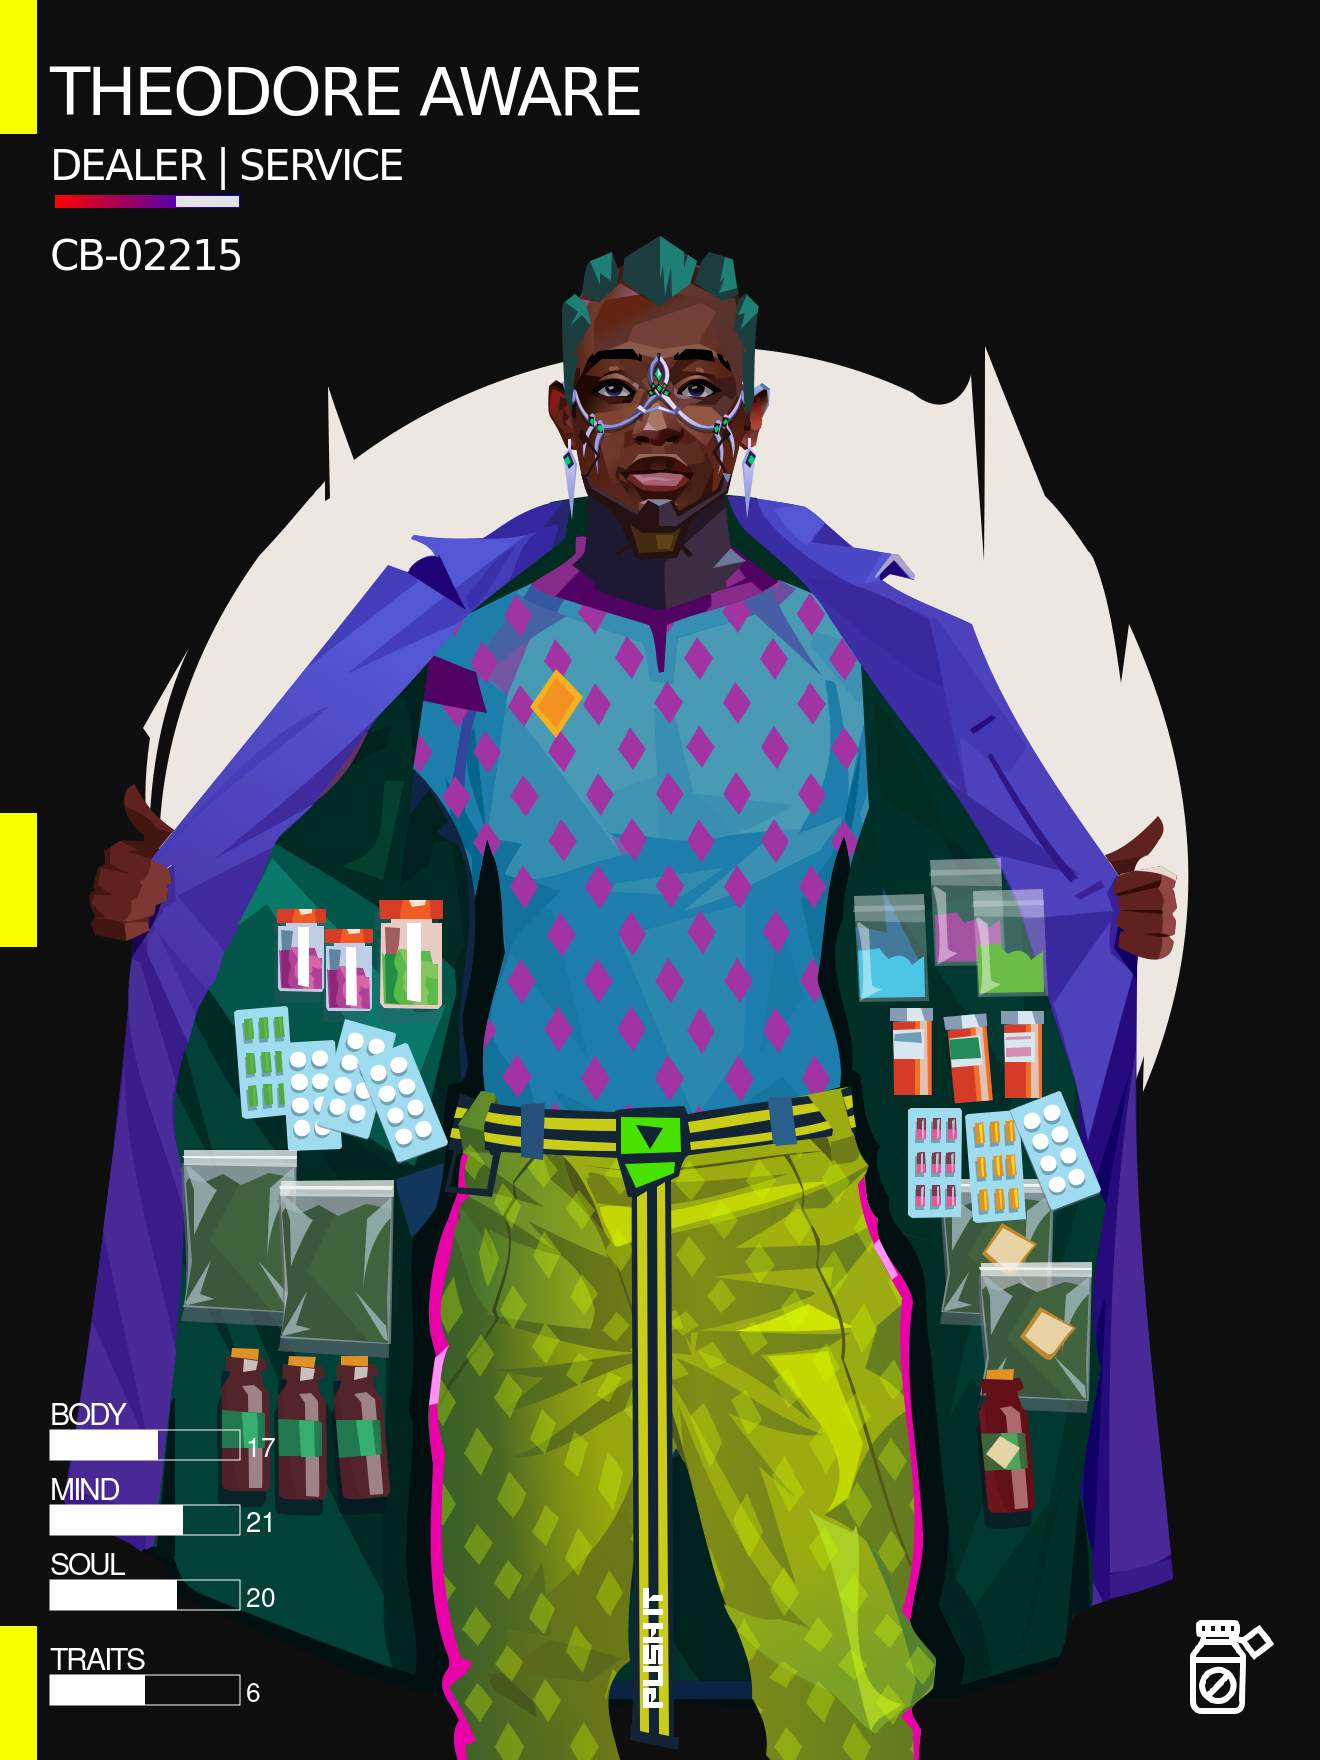 THEODORE AWARE
DEALER | SERVICE
CB-02215
BODY
17
MIND
21
SOUL
20
TRAITS
6
PUSH IT